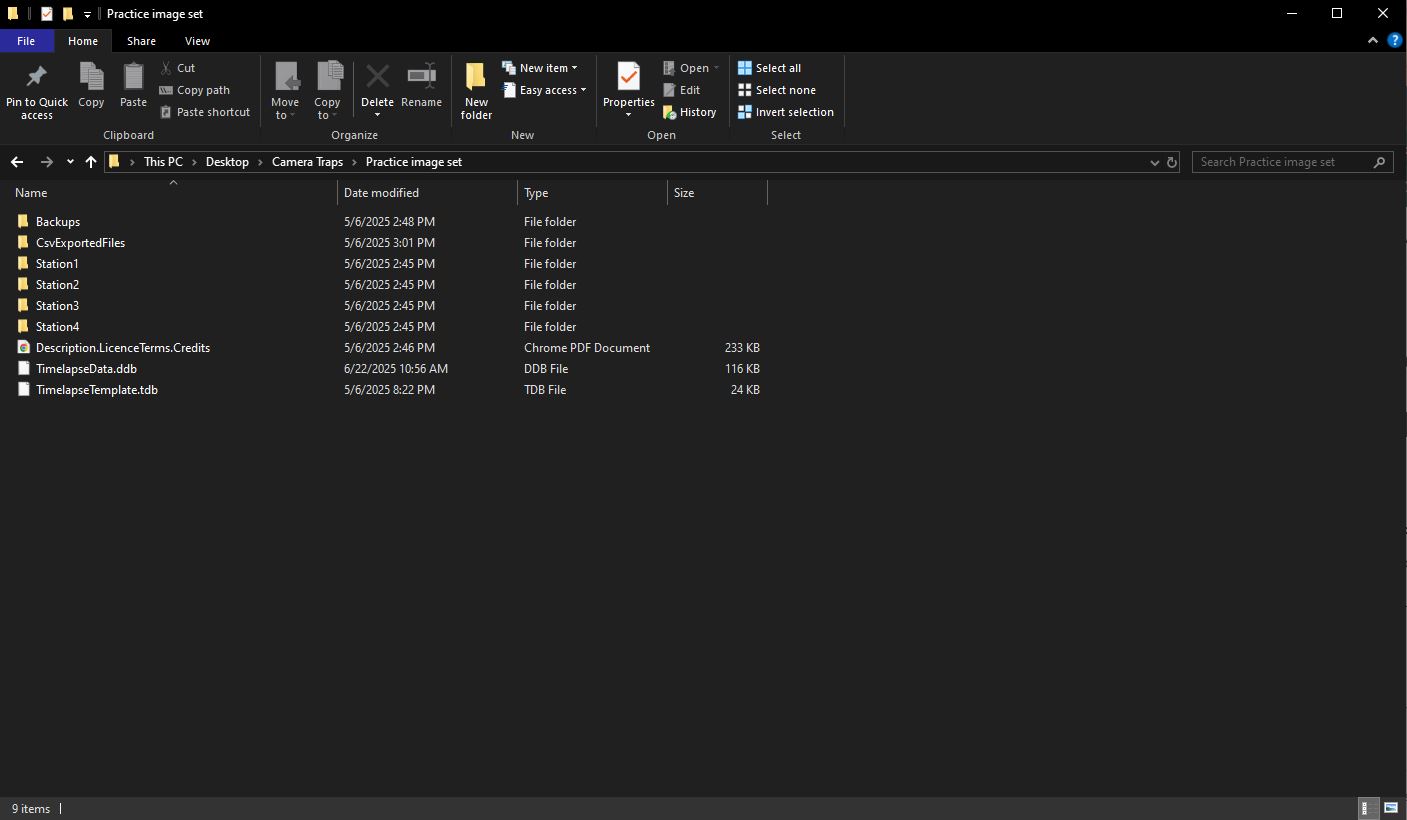 Practice image set
File Home Share View
?
Pin to Quick access
Copy
Paste
Cut
Copy path
Paste shortcut
Clipboard
Move to
Copy to
Delete
Rename
Organize
New folder
New item
Easy access
New
Properties
Open
Edit
History
Open
Select all
Select none
Invert selection
Select
This PC > Desktop > Camera Traps > Practice image set
Search Practice image set
Name Date modified Type Size
Backups 5/6/2025 2:48 PM File folder
CsvExportedFiles 5/6/2025 3:01 PM File folder
Station1 5/6/2025 2:45 PM File folder
Station2 5/6/2025 2:45 PM File folder
Station3 5/6/2025 2:45 PM File folder
Station4 5/6/2025 2:45 PM File folder
Description.LicenceTerms.Credits 5/6/2025 2:46 PM Chrome PDF Document 233 KB
TimelapseData.ddb 6/22/2025 10:56 AM DDB File 116 KB
TimelapseTemplate.tdb 5/6/2025 8:22 PM TDB File 24 KB
9 items